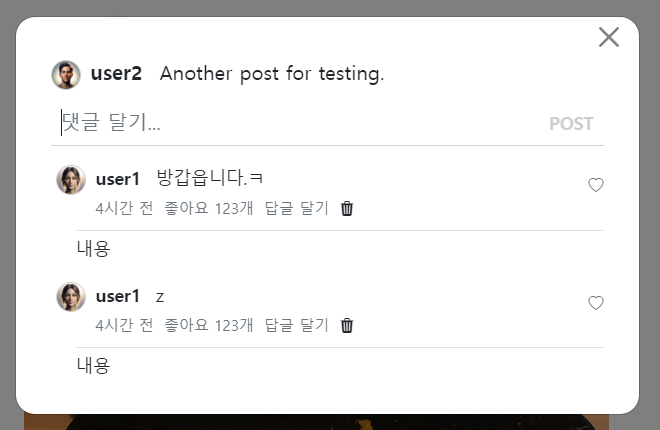 user2 Another post for testing.
댓글 달기... POST
user1 방갑읍니다.ㅋ
4시간 전 좋아요 123개 답글 달기
내용
user1 z
4시간 전 좋아요 123개 답글 달기
내용